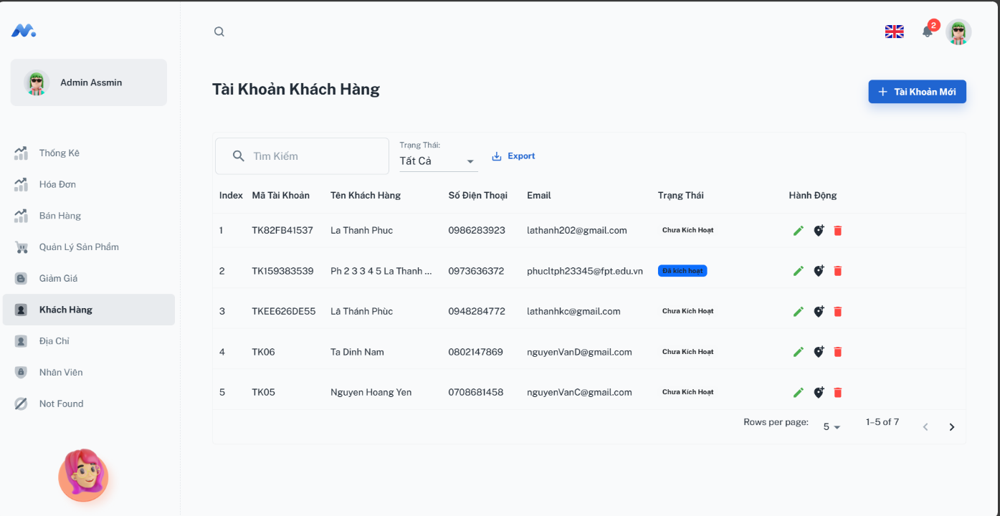 2
Admin Assmin
Tài Khoản Khách Hàng
Tài Khoản Mới
Thống Kê
Hóa Đơn
Bán Hàng
Quản Lý Sản Phẩm
Giảm Giá
Khách Hàng
Địa Chỉ
Nhân Viên
Not Found
Tìm Kiếm
Trạng Thái:
Tất Cả
Export
Index Mã Tài Khoản Tên Khách Hàng Số Điện Thoại Email Trạng Thái Hành Động
1 TK82FB41537 La Thanh Phuc 0986283923 lathanh202@gmail.com Chưa Kích Hoạt
2 TK159383539 Ph 2 3 3 4 5 La Thanh ... 0973636372 phucltph23345@fpt.edu.vn Đã kích hoạt
3 TKEE626DE55 Lã Thánh Phùc 0948284772 lathanhkc@gmail.com Chưa Kích Hoạt
4 TK06 Ta Dinh Nam 0802147869 nguyenVanD@gmail.com Chưa Kích Hoạt
5 TK05 Nguyen Hoang Yen 0708681458 nguyenVanC@gmail.com Chưa Kích Hoạt
Rows per page: 5 1–5 of 7